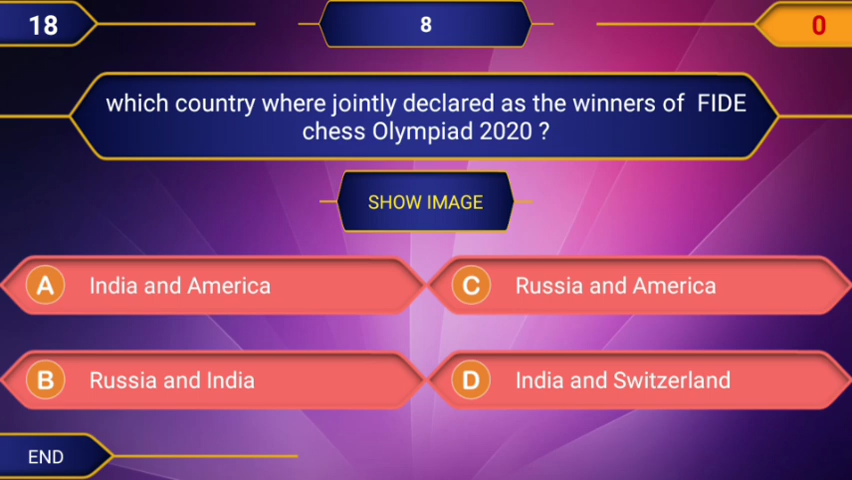 18
8
0
which country where jointly declared as the winners of FIDE
chess Olympiad 2020 ?
SHOW IMAGE
A India and America
C Russia and America
B Russia and India
D India and Switzerland
END